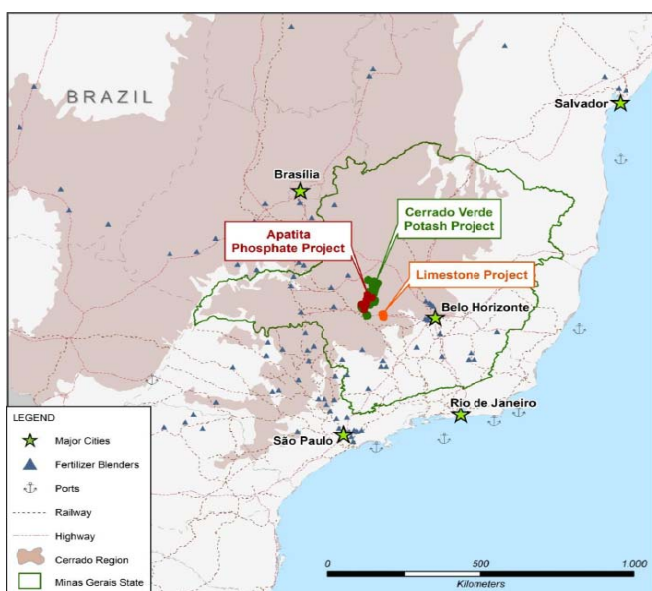 BRAZIL
Salvador
Brasília
Cerrado Verde
Potash Project
Apatita
Phosphate Project
Limestone Project
Belo Horizonte
Rio de Janeiro
São Paulo
LEGEND
Major Cities
Fertilizer Blenders
Ports
Railway
Highway
Cerrado Region
Minas Gerais State
0 500 1 000
Kilometers